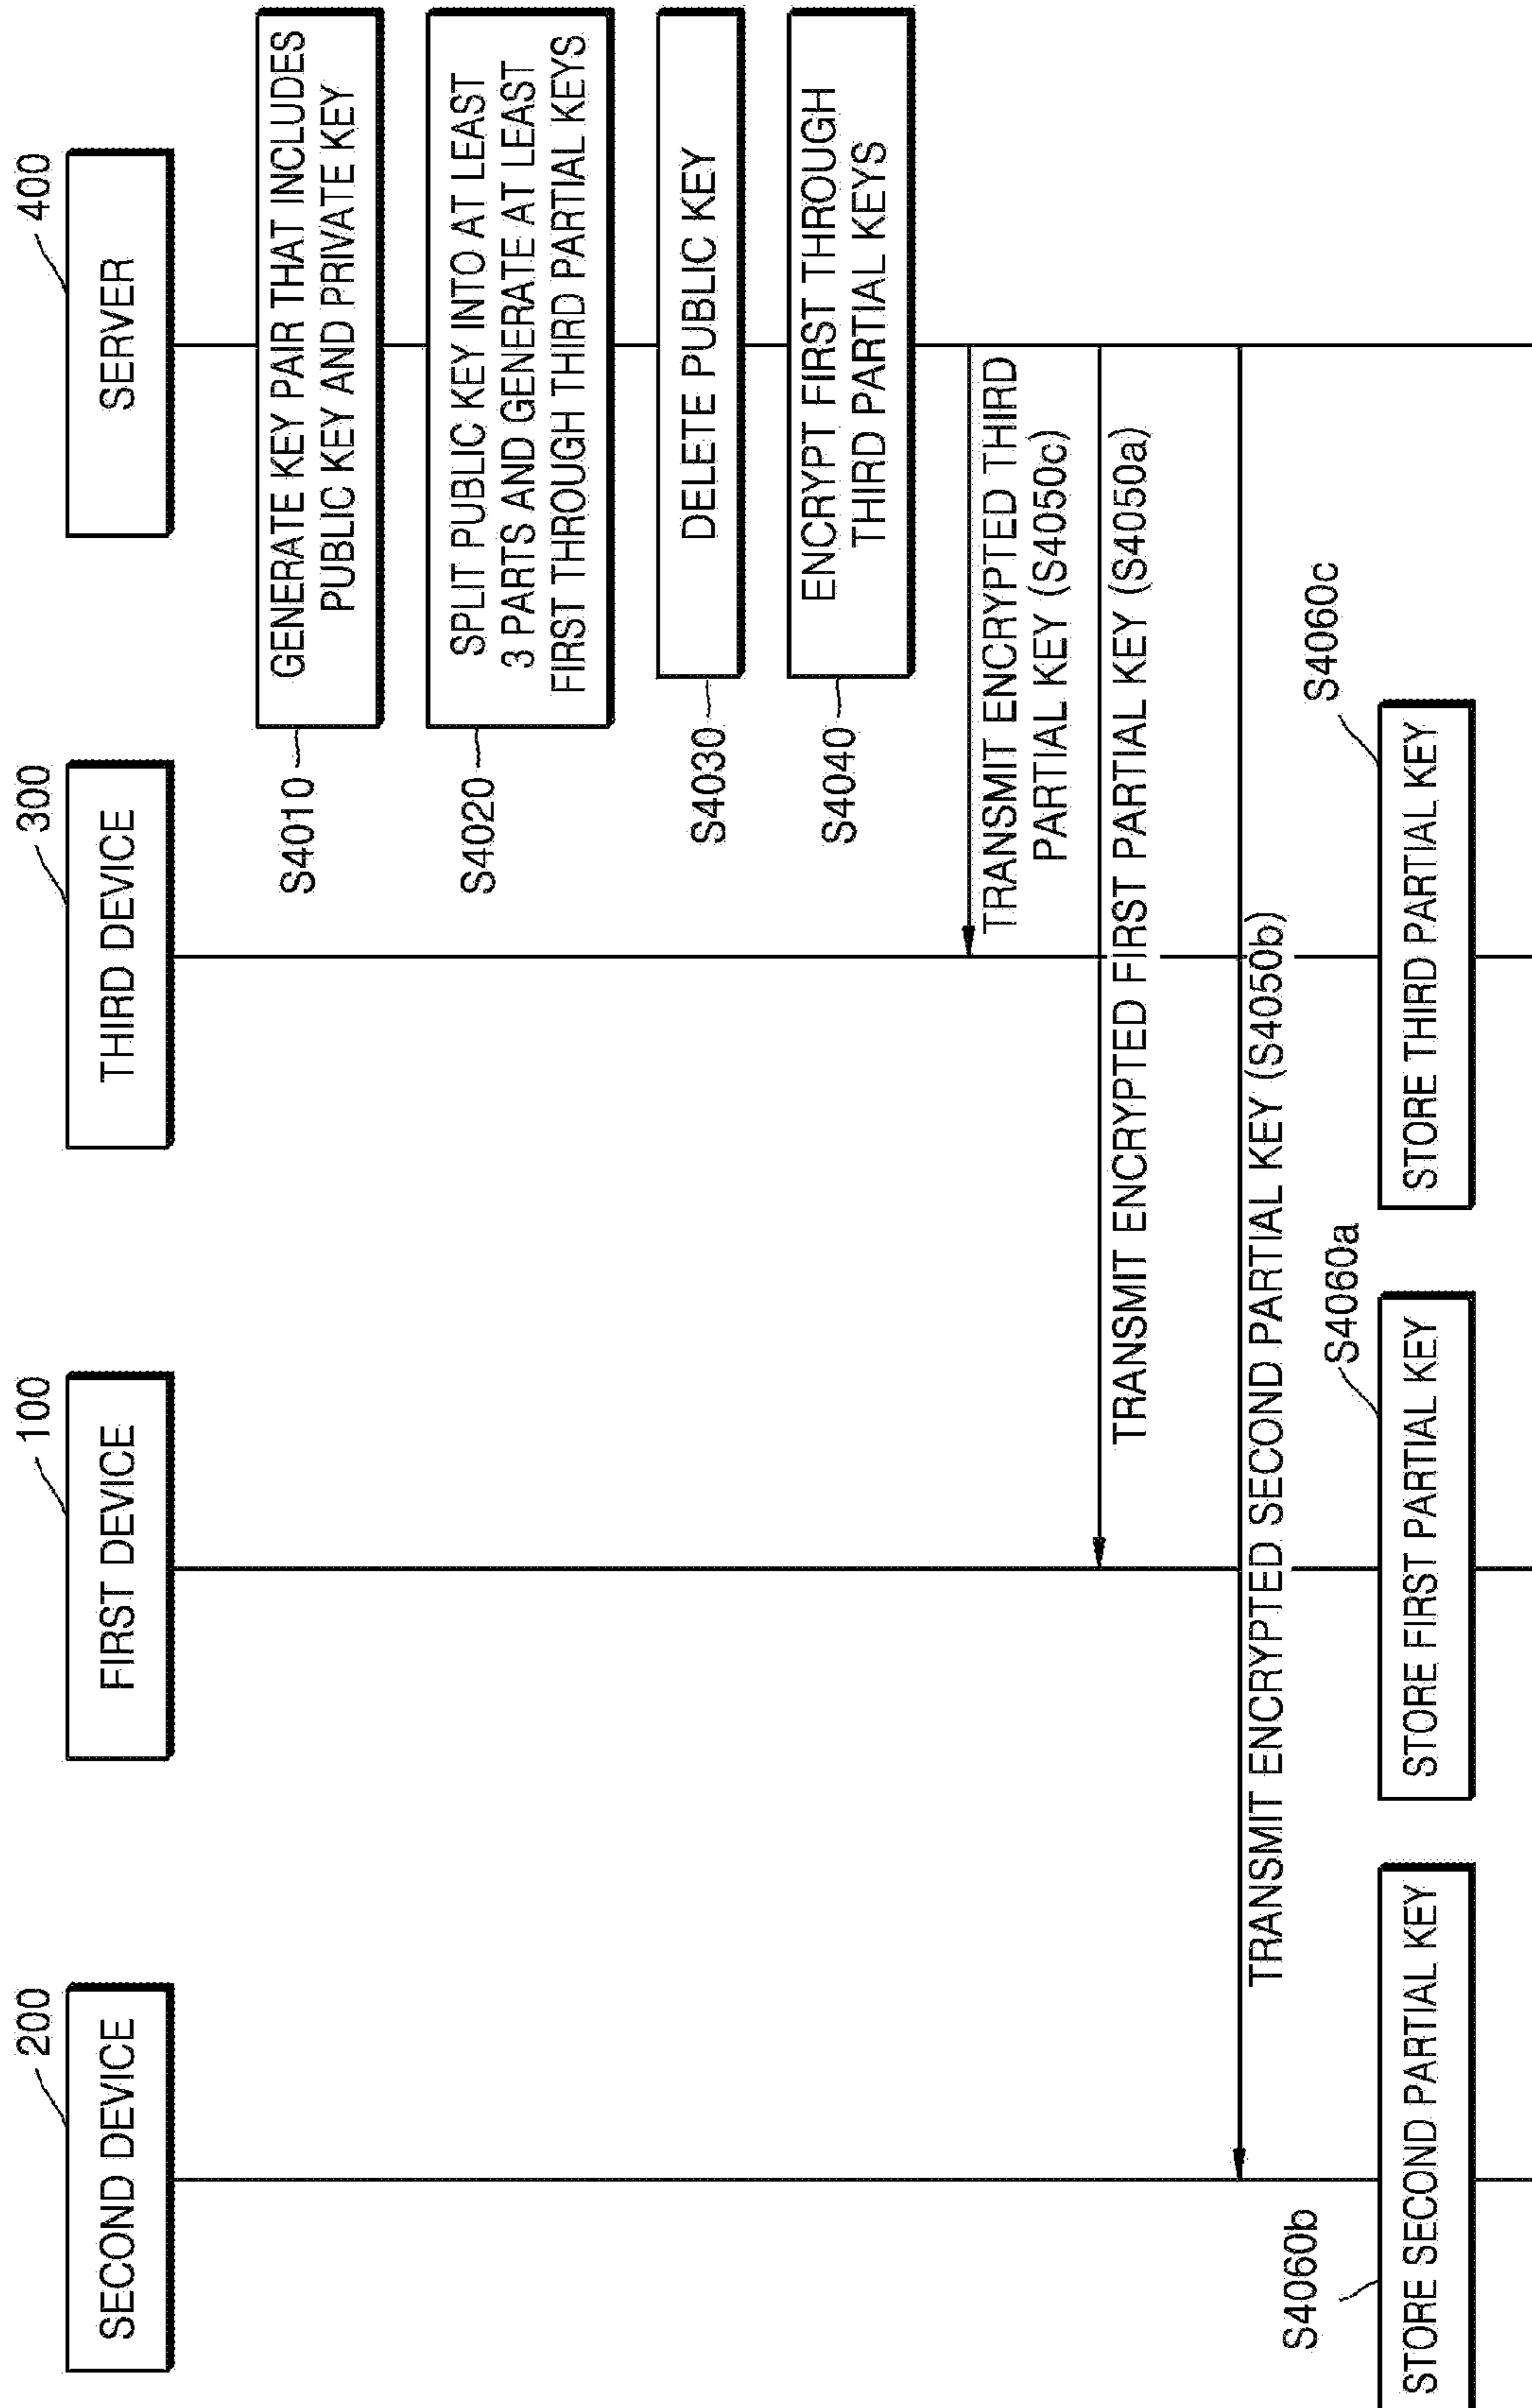 200
SECOND DEVICE
100
FIRST DEVICE
300
THIRD DEVICE
400
SERVER
S4010
GENERATE KEY PAIR THAT INCLUDES
PUBLIC KEY AND PRIVATE KEY
S4020
SPLIT PUBLIC KEY INTO AT LEAST
3 PARTS AND GENERATE AT LEAST
FIRST THROUGH THIRD PARTIAL KEYS
S4030
DELETE PUBLIC KEY
S4040
ENCRYPT FIRST THROUGH
THIRD PARTIAL KEYS
TRANSMIT ENCRYPTED THIRD
PARTIAL KEY (S4050c)
TRANSMIT ENCRYPTED FIRST PARTIAL KEY (S4050a)
TRANSMIT ENCRYPTED SECOND PARTIAL KEY (S4050b)
S4060b
STORE SECOND PARTIAL KEY
S4060a
STORE FIRST PARTIAL KEY
S4060c
STORE THIRD PARTIAL KEY